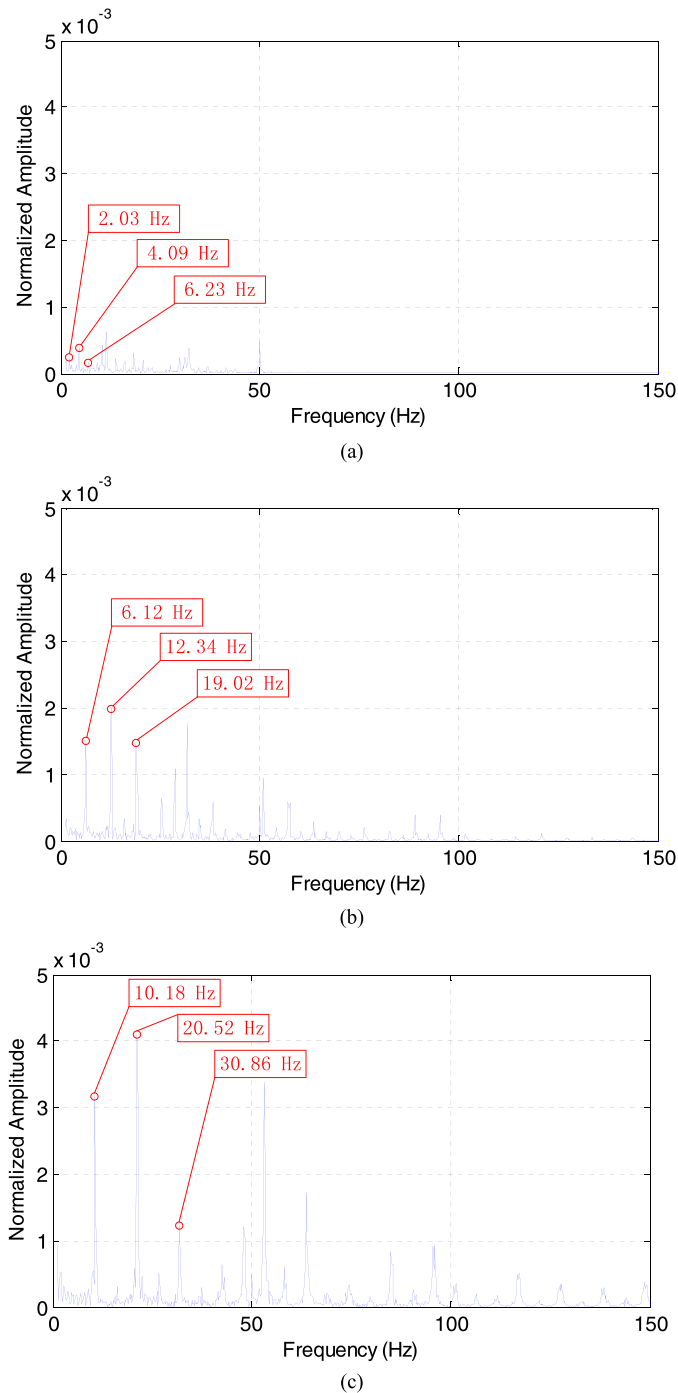 x 10-3
5
4
3
2
1
0
Normalized Amplitude
2.03 Hz
4.09 Hz
6.23 Hz
0 50 100 150
Frequency (Hz)
(a)
x 10-3
5
4
3
2
1
0
Normalized Amplitude
6.12 Hz
12.34 Hz
19.02 Hz
0 50 100 150
Frequency (Hz)
(b)
x 10-3
5
4
3
2
1
0
Normalized Amplitude
10.18 Hz
20.52 Hz
30.86 Hz
0 50 100 150
Frequency (Hz)
(c)